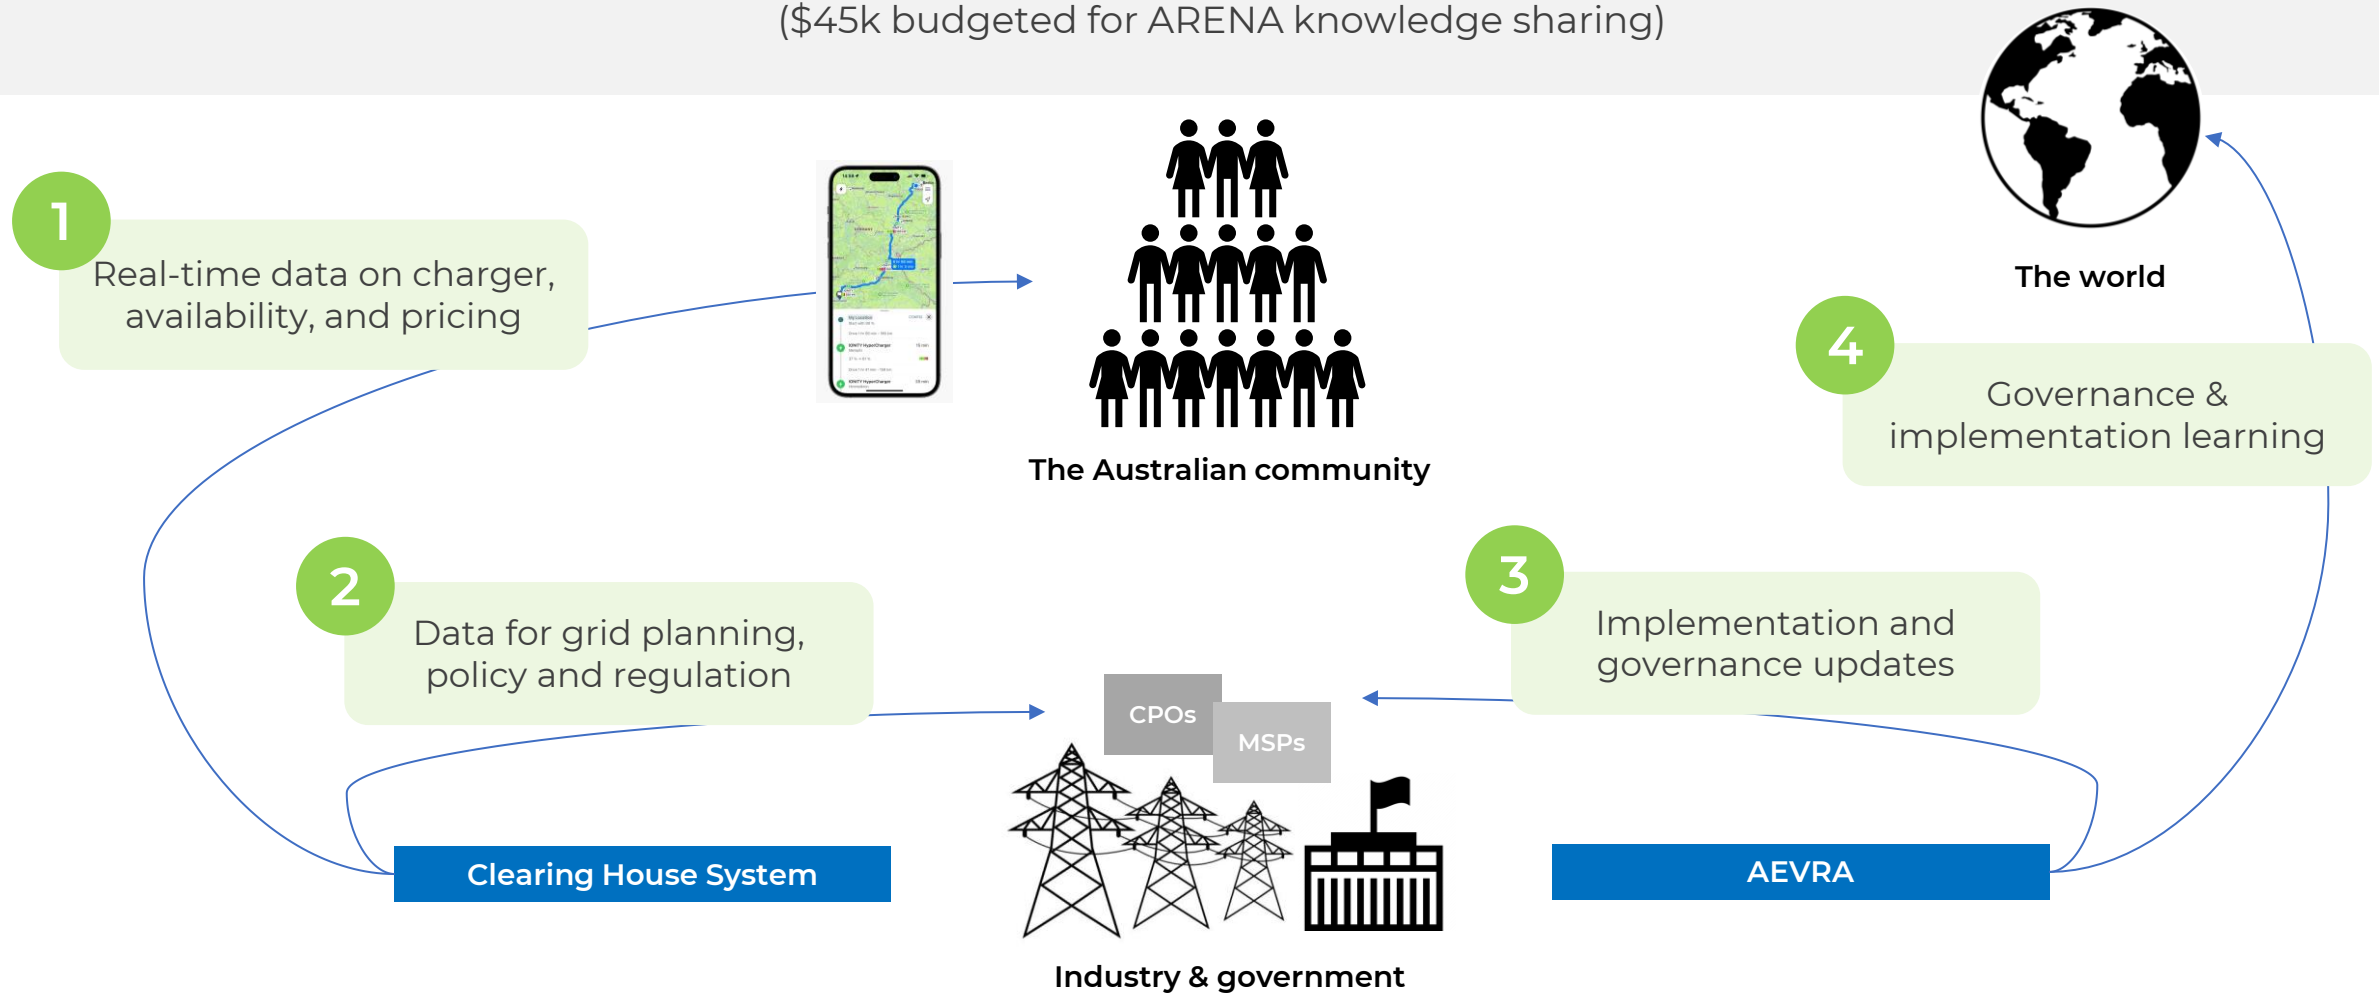 ($45k budgeted for ARENA knowledge sharing)
1
Real-time data on charger,
availability, and pricing
The Australian community
The world
4
Governance &
implementation learning
2
Data for grid planning,
policy and regulation
3
Implementation and
governance updates
CPOs
MSPs
Clearing House System
AEVRA
Industry & government